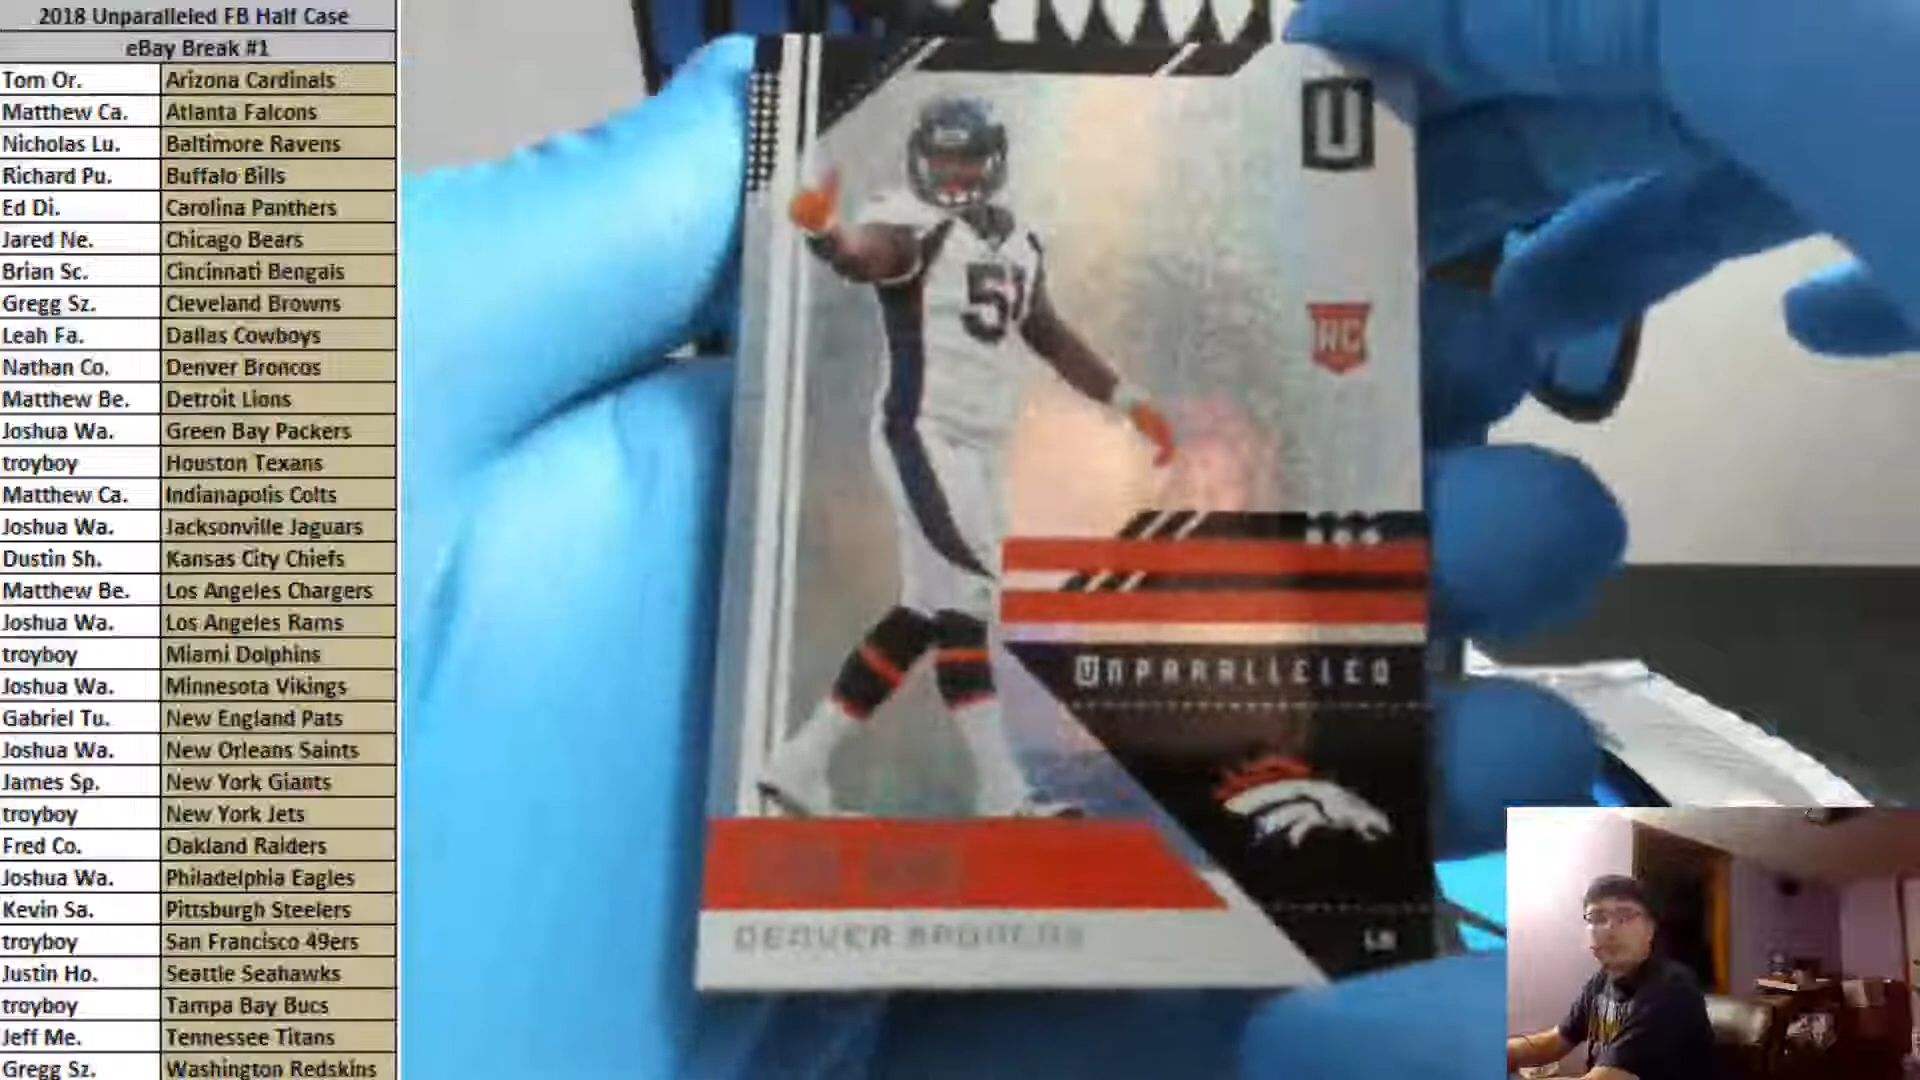 2018 Unparalleled FB Half Case
eBay Break #1
Tom Or. Arizona Cardinals
Matthew Ca. Atlanta Falcons
Nicholas Lu. Baltimore Ravens
Richard Pu. Buffalo Bills
Ed Di. Carolina Panthers
Jared Ne. Chicago Bears
Brian Sc. Cincinnati Bengals
Gregg Sz. Cleveland Browns
Leah Fa. Dallas Cowboys
Nathan Co. Denver Broncos
Matthew Be. Detroit Lions
Joshua Wa. Green Bay Packers
troyboy Houston Texans
Matthew Ca. Indianapolis Colts
Joshua Wa. Jacksonville Jaguars
Dustin Sh. Kansas City Chiefs
Matthew Be. Los Angeles Chargers
Joshua Wa. Los Angeles Rams
troyboy Miami Dolphins
Joshua Wa. Minnesota Vikings
Gabriel Tu. New England Pats
Joshua Wa. New Orleans Saints
James Sp. New York Giants
troyboy New York Jets
Fred Co. Oakland Raiders
Joshua Wa. Philadelphia Eagles
Kevin Sa. Pittsburgh Steelers
troyboy San Francisco 49ers
Justin Ho. Seattle Seahawks
troyboy Tampa Bay Bucs
Jeff Me. Tennessee Titans
Gregg Sz. Washington Redskins
U
RC
UNPARALLELED
DENVER BRONCOS
LB